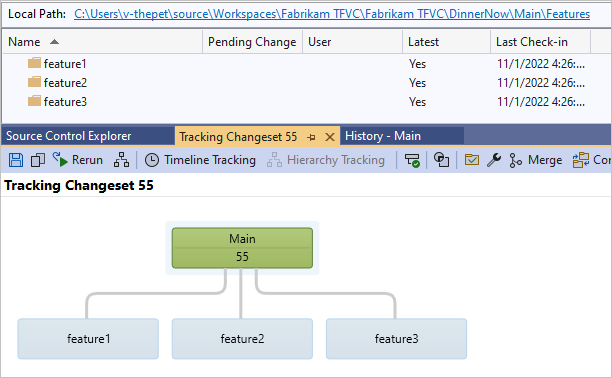 Local Path: C:\Users\v-thepet\source\Workspaces\Fabrikam TFVC\Fabrikam TFVC\DinnerNow\Main\Features
Name Pending Change User Latest Last Check-in
feature1 Yes 11/1/2022 4:26:...
feature2 Yes 11/1/2022 4:26:...
feature3 Yes 11/1/2022 4:26:...
Source Control Explorer Tracking Changeset 55 History - Main
Rerun Timeline Tracking Hierarchy Tracking Merge Con
Tracking Changeset 55
Main
55
feature1 feature2 feature3